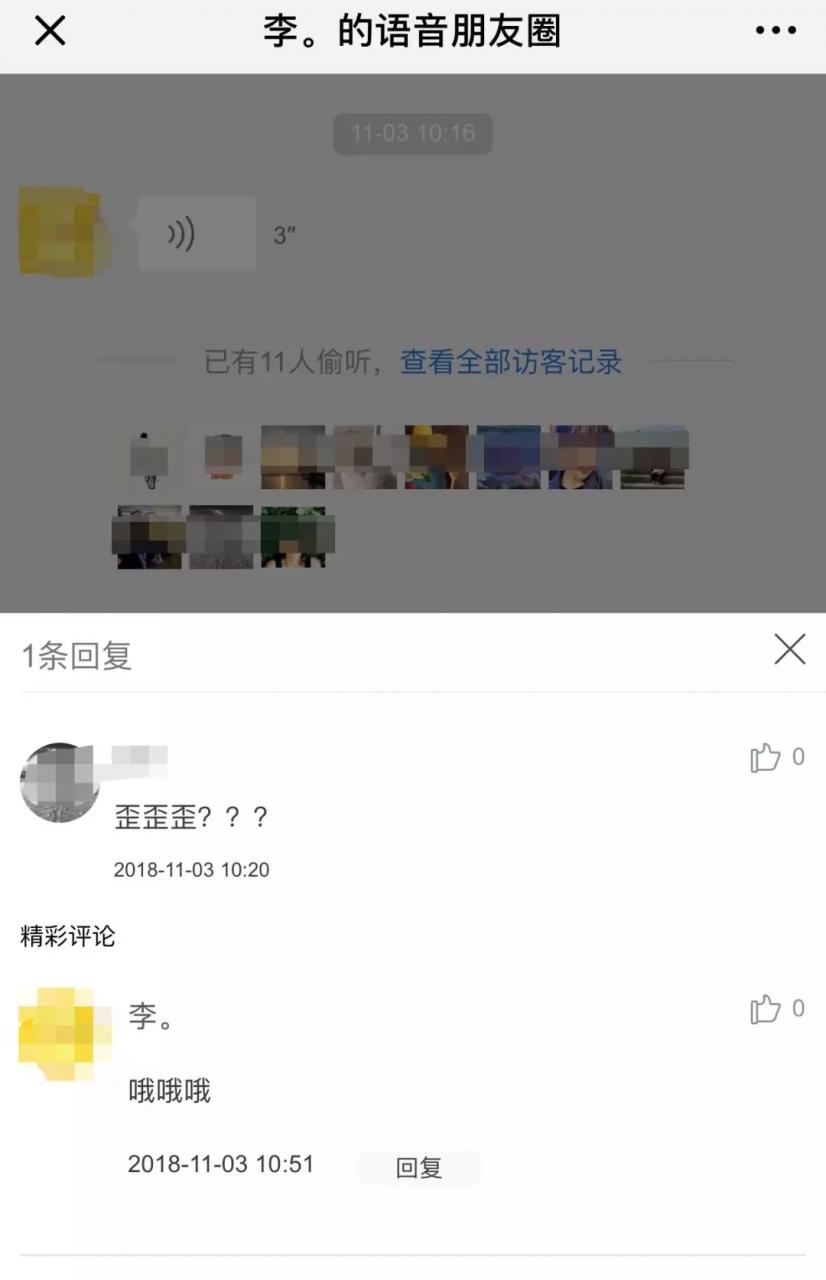 李。的语音朋友圈
11-03 10:16
3″
已有11人偷听，查看全部访客记录
1条回复
0
歪歪歪？？？
2018-11-03 10:20
精彩评论
李。
0
哦哦哦
2018-11-03 10:51
回复